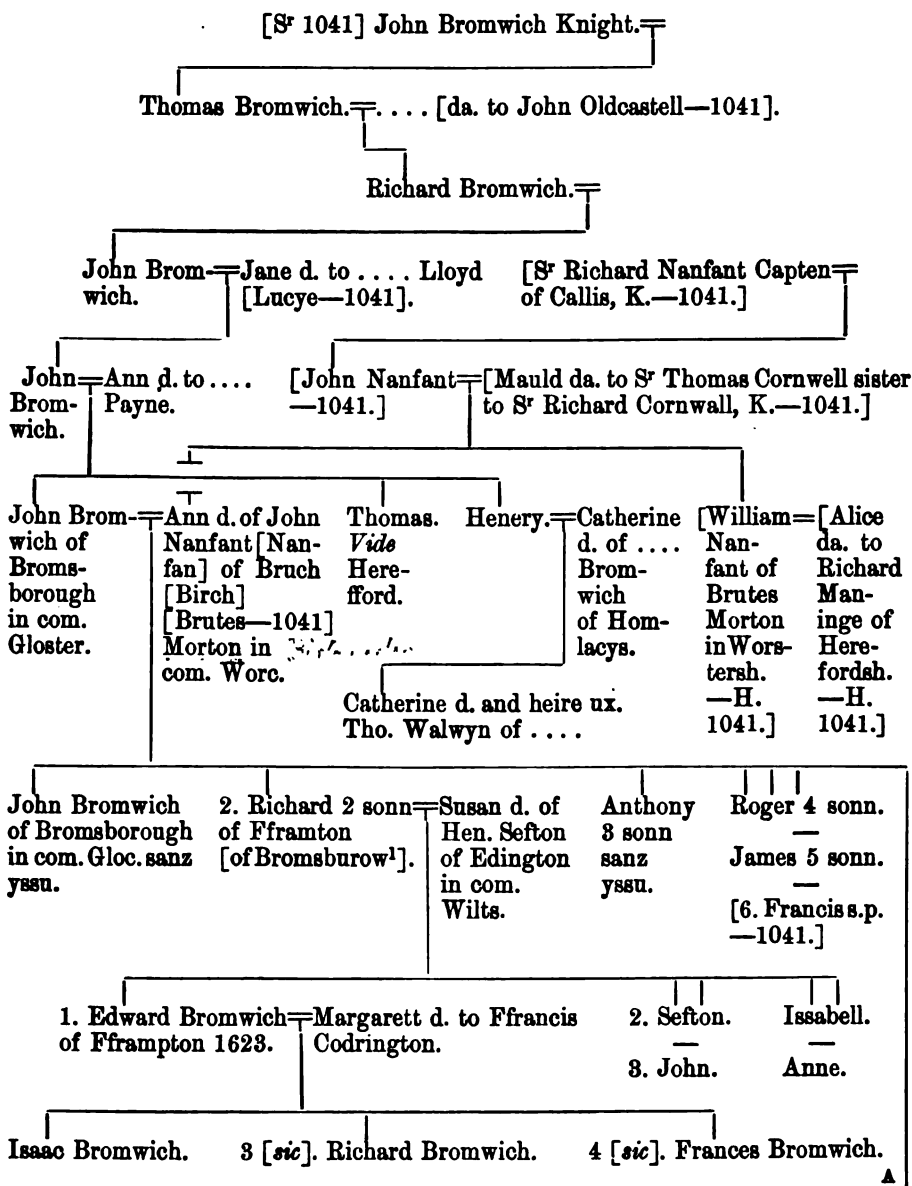 [Sr 1041] John Bromwich Knight.
Thomas Bromwich. . . . . [da. to John Oldcastell—1041].
Richard Bromwich.
John Brom-
wich.
Jane d. to . . . . Lloyd
[Lucye—1041].
[Sr Richard Nanfant Capten
of Callis, K.—1041.]
John
Brom-
wich.
Ann d. to . . . .
Payne.
[John Nanfant
—1041.]
[Mauld da. to Sr Thomas Cornwell sister
to Sr Richard Cornwall, K.—1041.]
John Brom-
wich of
Broms-
borough
in com.
Gloster.
Ann d. of John
Nanfant [Nan-
fan] of Bruch
[Birch]
[Brutes—1041]
Morton in
com. Worc.
Thomas.
Vide
Here-
fford.
Henery.
Catherine
d. of . . . .
Brom-
wich
of Hom-
lacys.
[William
Nan-
fant of
Brutes
Morton
in Wors-
tersh.
—H.
1041.]
[Alice
da. to
Richard
Man-
inge of
Here-
fordsh.
—H.
1041.]
Catherine d. and heire ux.
Tho. Walwyn of . . . .
John Bromwich
of Bromsborough
in com. Gloc. sanz
yssu.
2. Richard 2 sonn
of Fframton
[of Bromsburow1].
Susan d. of
Hen. Sefton
of Edington
in com.
Wilts.
Anthony
3 sonn
sanz
yssu.
Roger 4 sonn.
—
James 5 sonn.
—
[6. Francis s.p.
—1041.]
1. Edward Bromwich
of Fframpton 1623.
Margarett d. to Ffrancis
Codrington.
2. Sefton.
—
3. John.
Issabell.
—
Anne.
Isaac Bromwich.
3 [sic]. Richard Bromwich.
4 [sic]. Frances Bromwich.
A